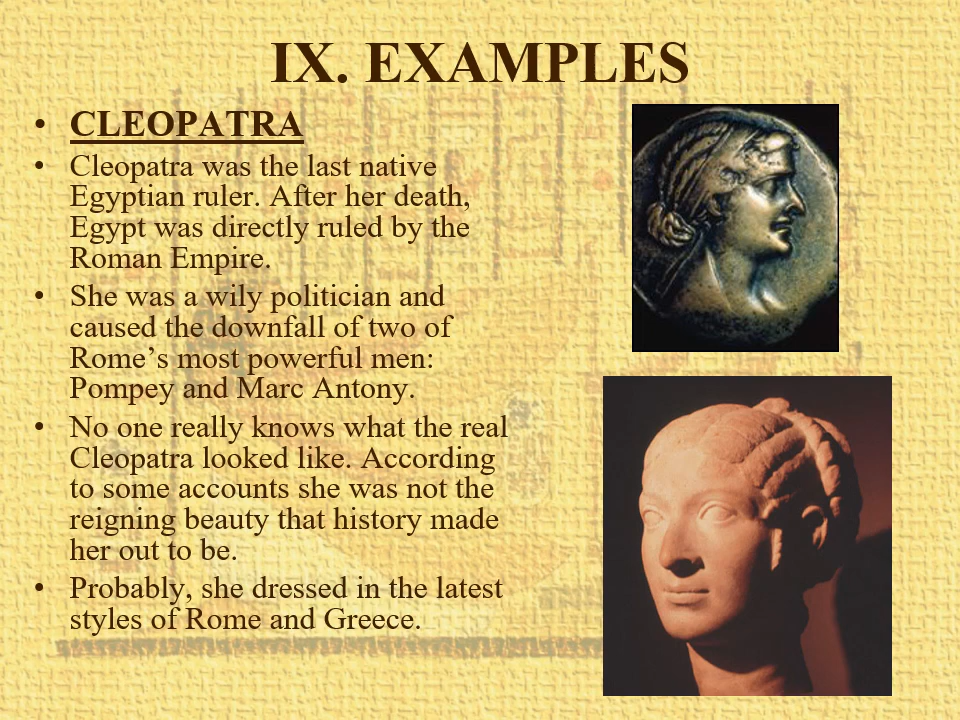 IX. EXAMPLES
• CLEOPATRA
• Cleopatra was the last native
Egyptian ruler. After her death,
Egypt was directly ruled by the
Roman Empire.
• She was a wily politician and
caused the downfall of two of
Rome’s most powerful men:
Pompey and Marc Antony.
• No one really knows what the real
Cleopatra looked like. According
to some accounts she was not the
reigning beauty that history made
her out to be.
• Probably, she dressed in the latest
styles of Rome and Greece.